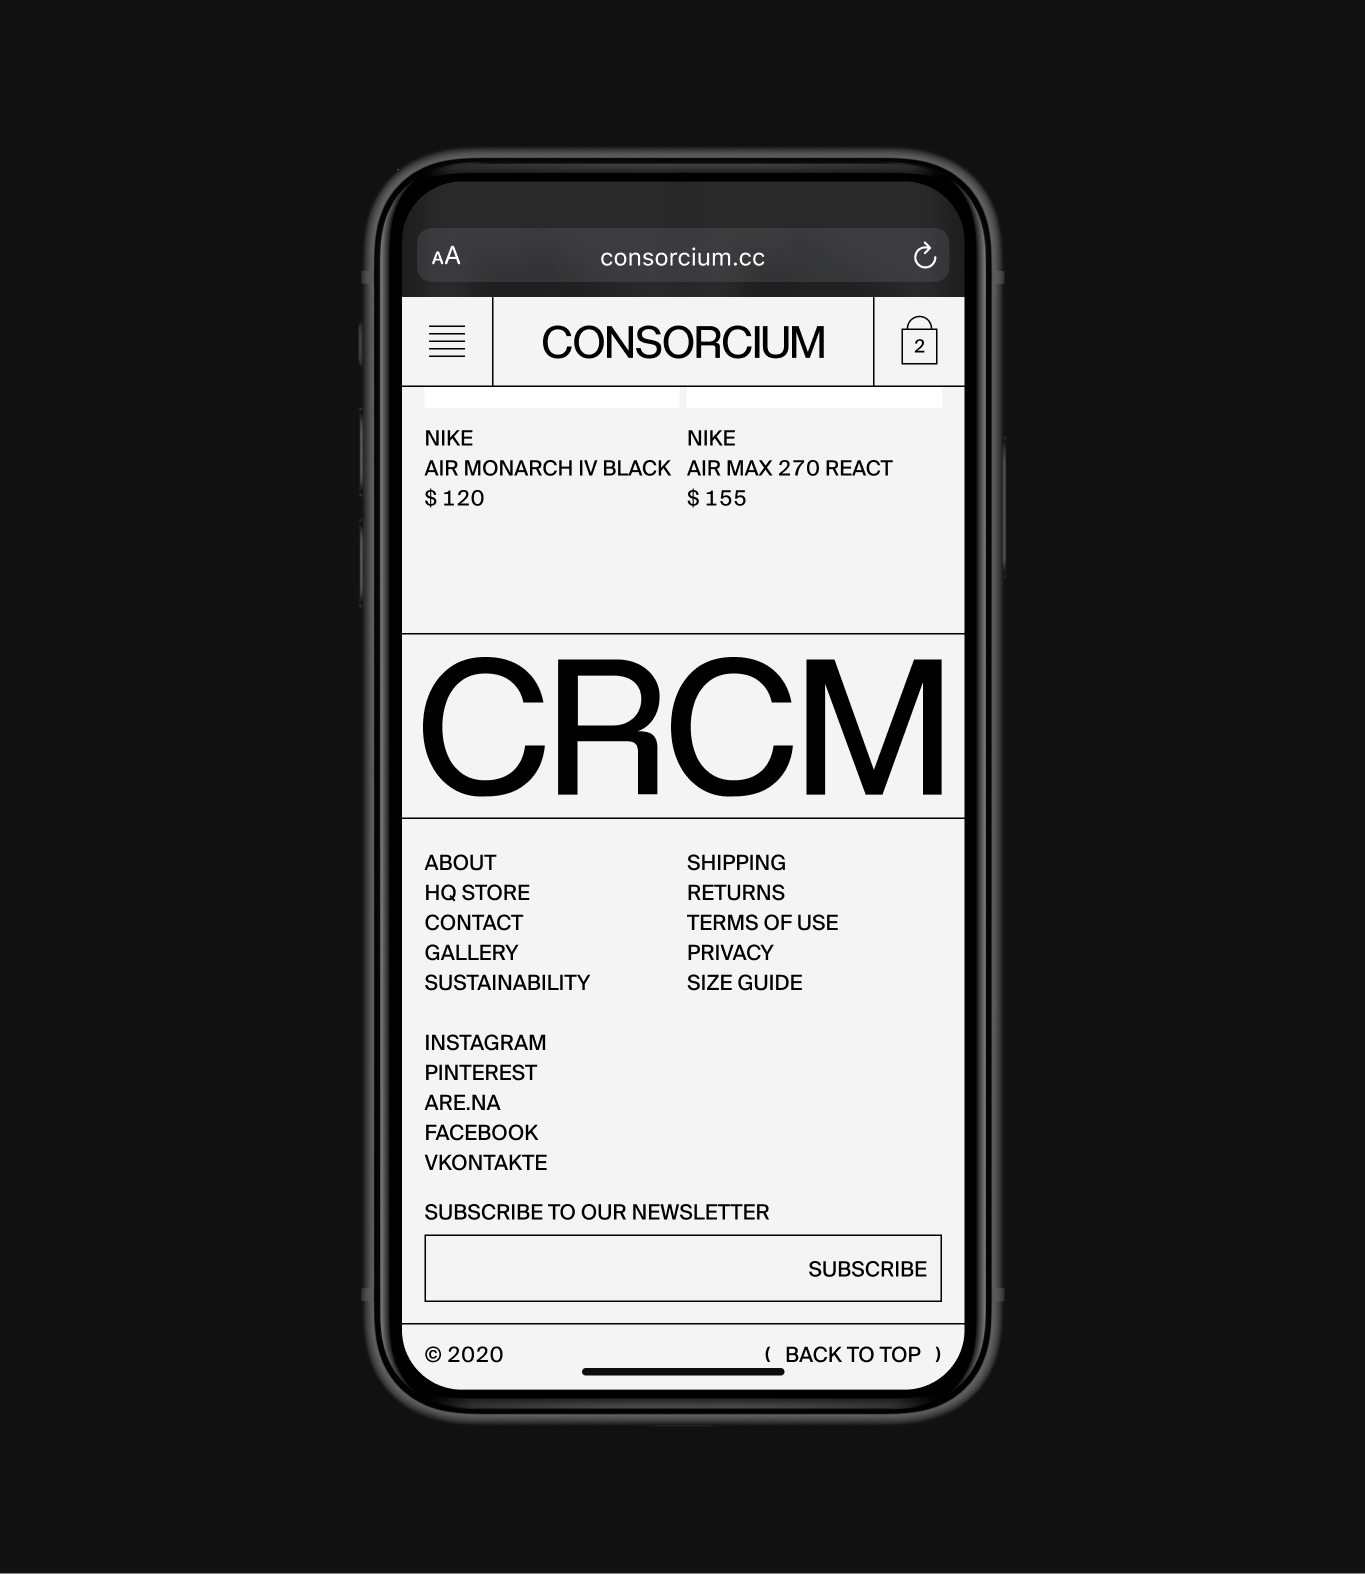 AA consorcium.cc
CONSORCIUM 2
NIKE
AIR MONARCH IV BLACK
$ 120
NIKE
AIR MAX 270 REACT
$ 155
CRCM
ABOUT
HQ STORE
CONTACT
GALLERY
SUSTAINABILITY
SHIPPING
RETURNS
TERMS OF USE
PRIVACY
SIZE GUIDE
INSTAGRAM
PINTEREST
ARE.NA
FACEBOOK
VKONTAKTE
SUBSCRIBE TO OUR NEWSLETTER
SUBSCRIBE
© 2020 ( BACK TO TOP )